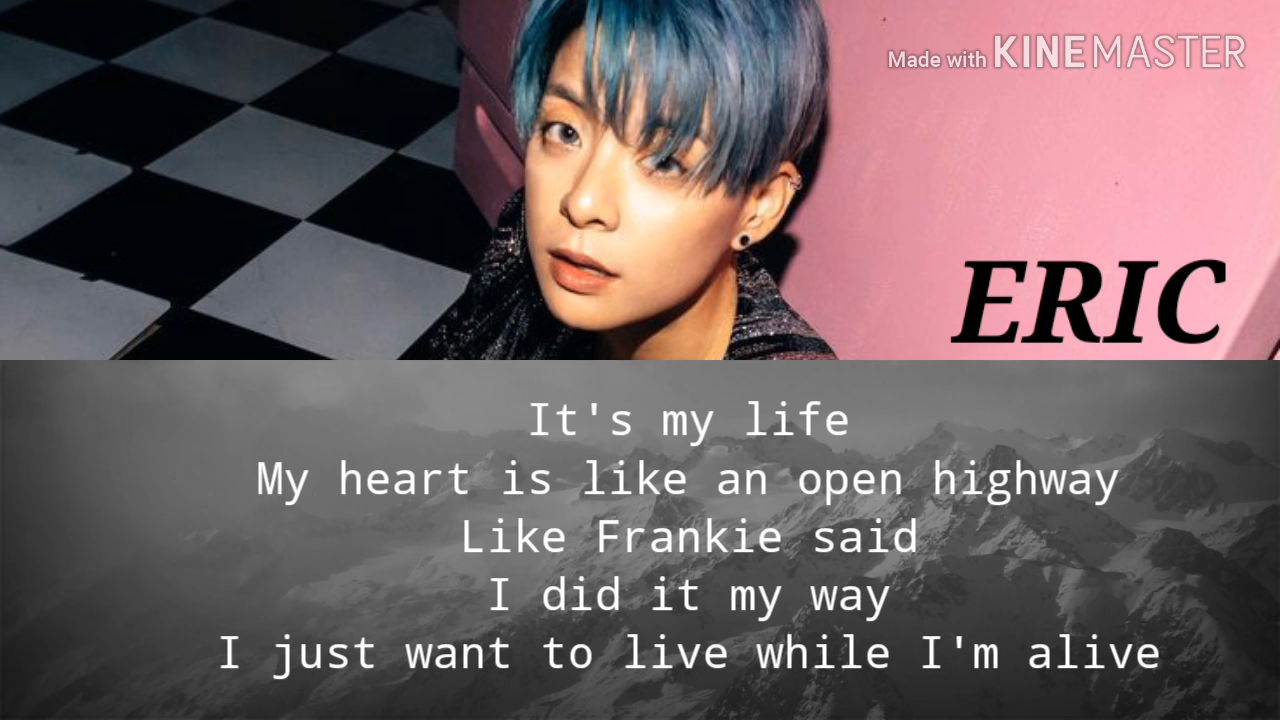 Made with KINEMASTER
ERIC
It's my life
My heart is like an open highway
Like Frankie said
I did it my way
I just want to live while I'm alive